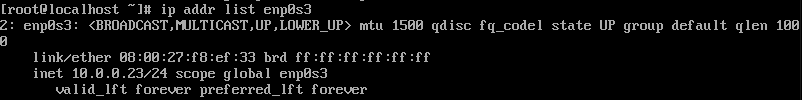 [root@localhost ~]# ip addr list enp0s3
2: enp0s3: <BROADCAST,MULTICAST,UP,LOWER_UP> mtu 1500 qdisc fq_codel state UP group default qlen 100
0
    link/ether 08:00:27:f8:ef:33 brd ff:ff:ff:ff:ff:ff
    inet 10.0.0.23/24 scope global enp0s3
       valid_lft forever preferred_lft forever